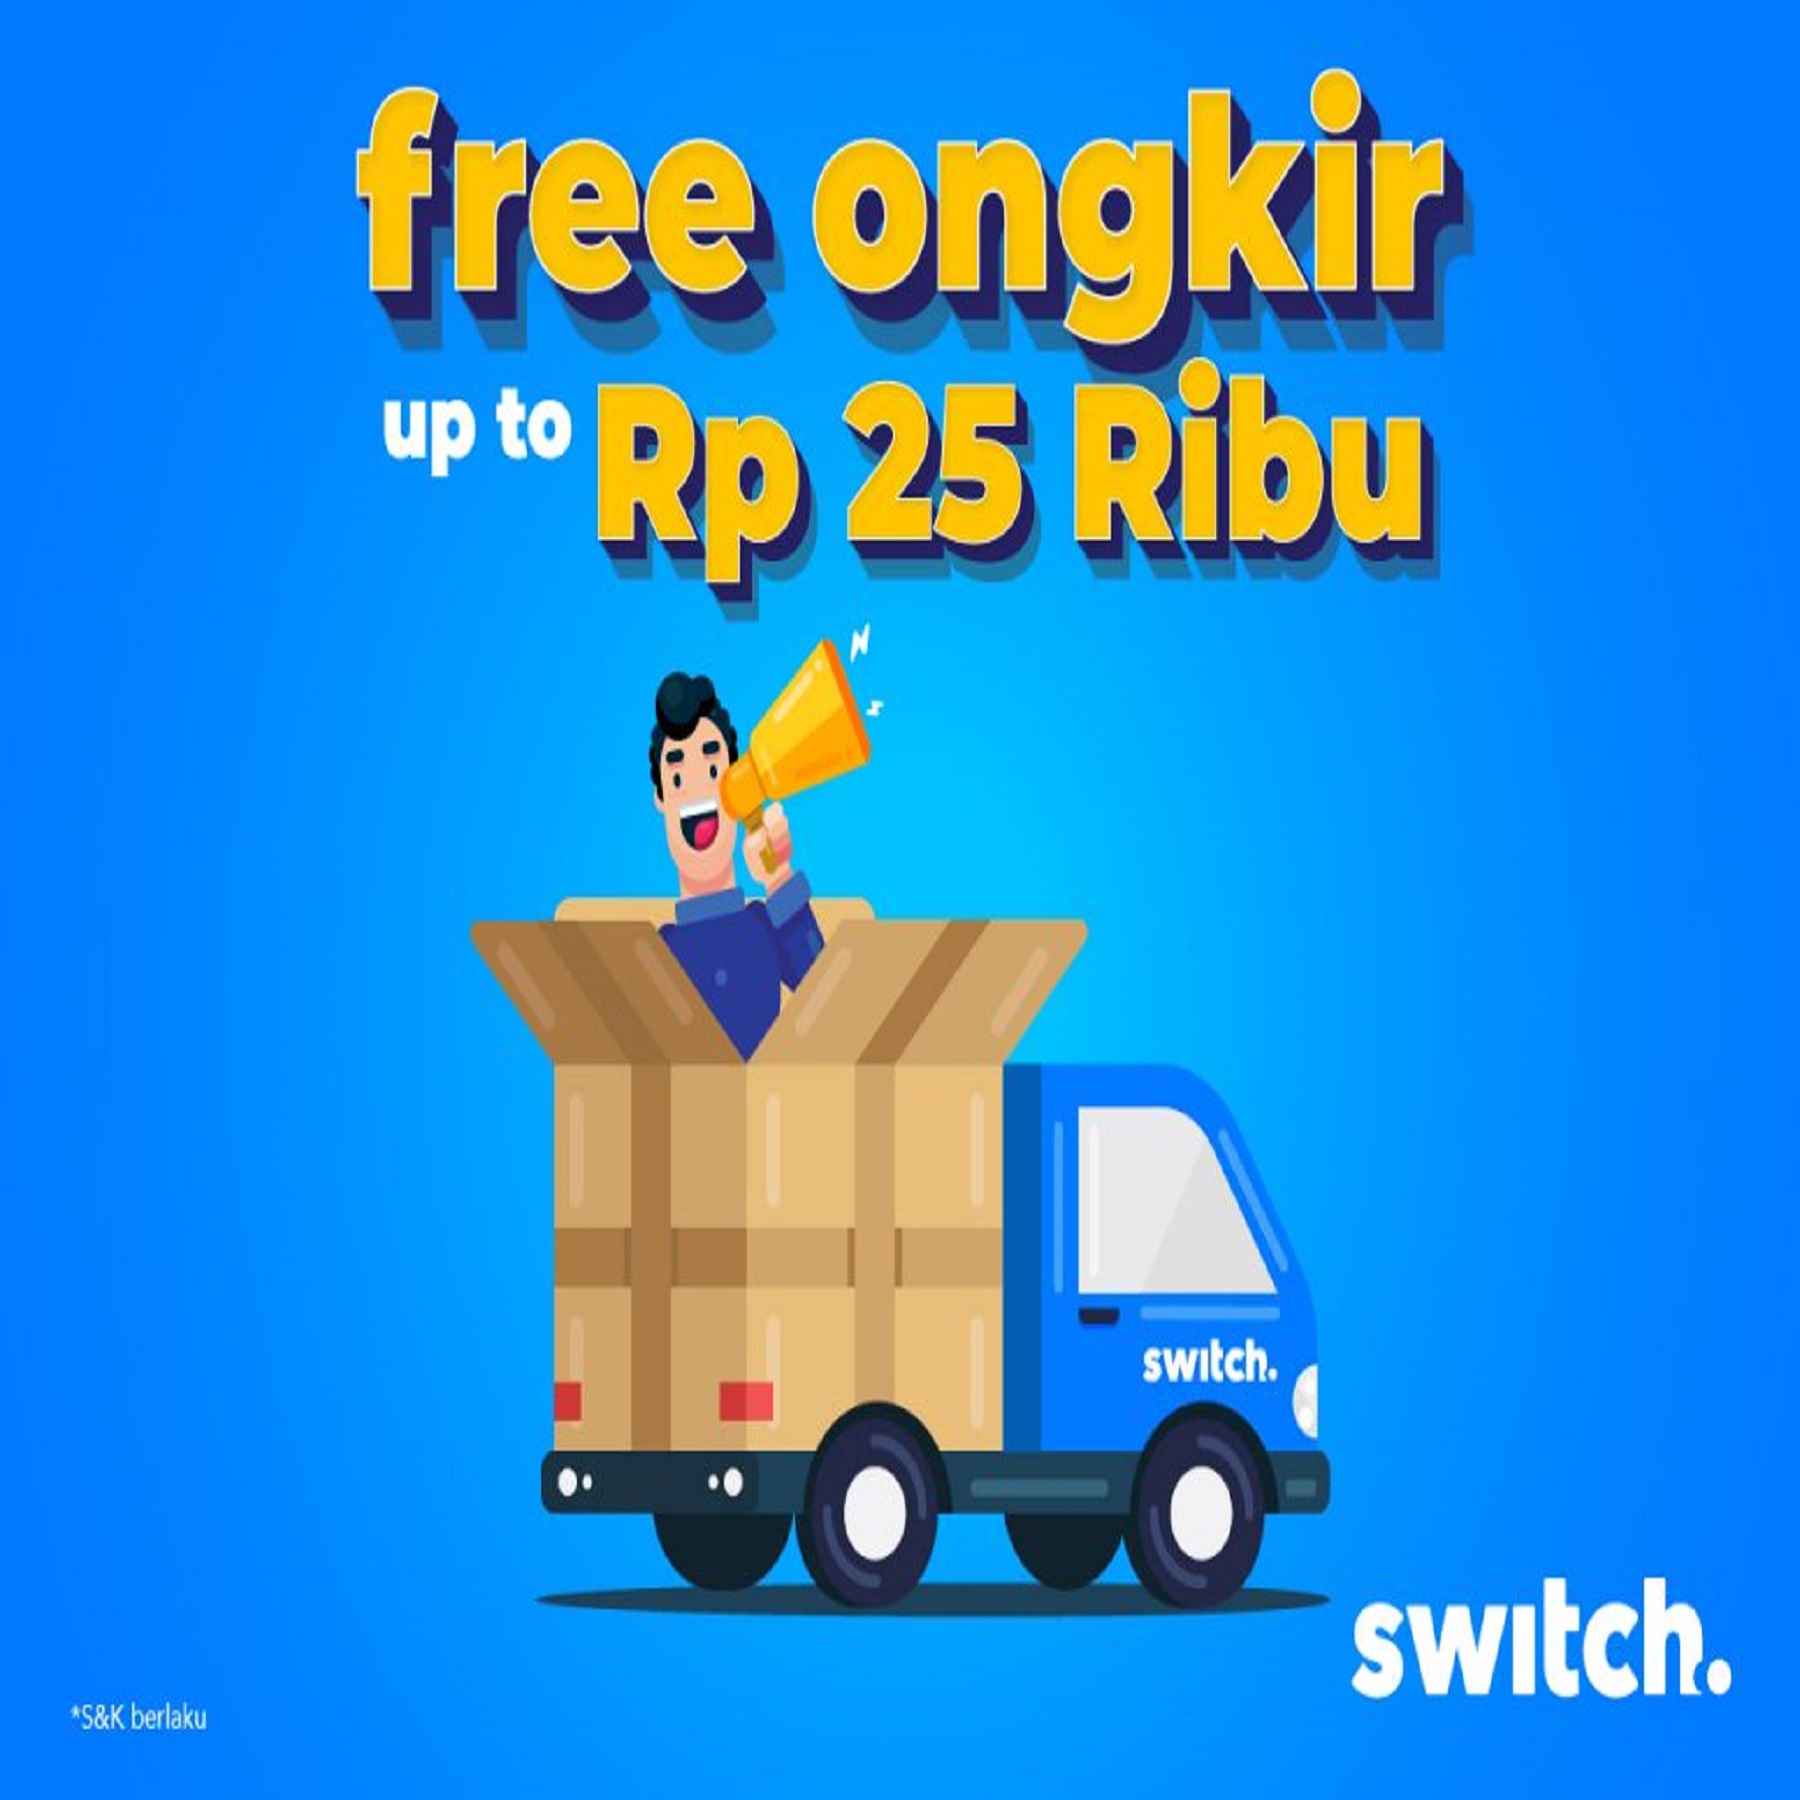 free ongkir
up to Rp 25 Ribu
switch.
switch.
*S&K berlaku